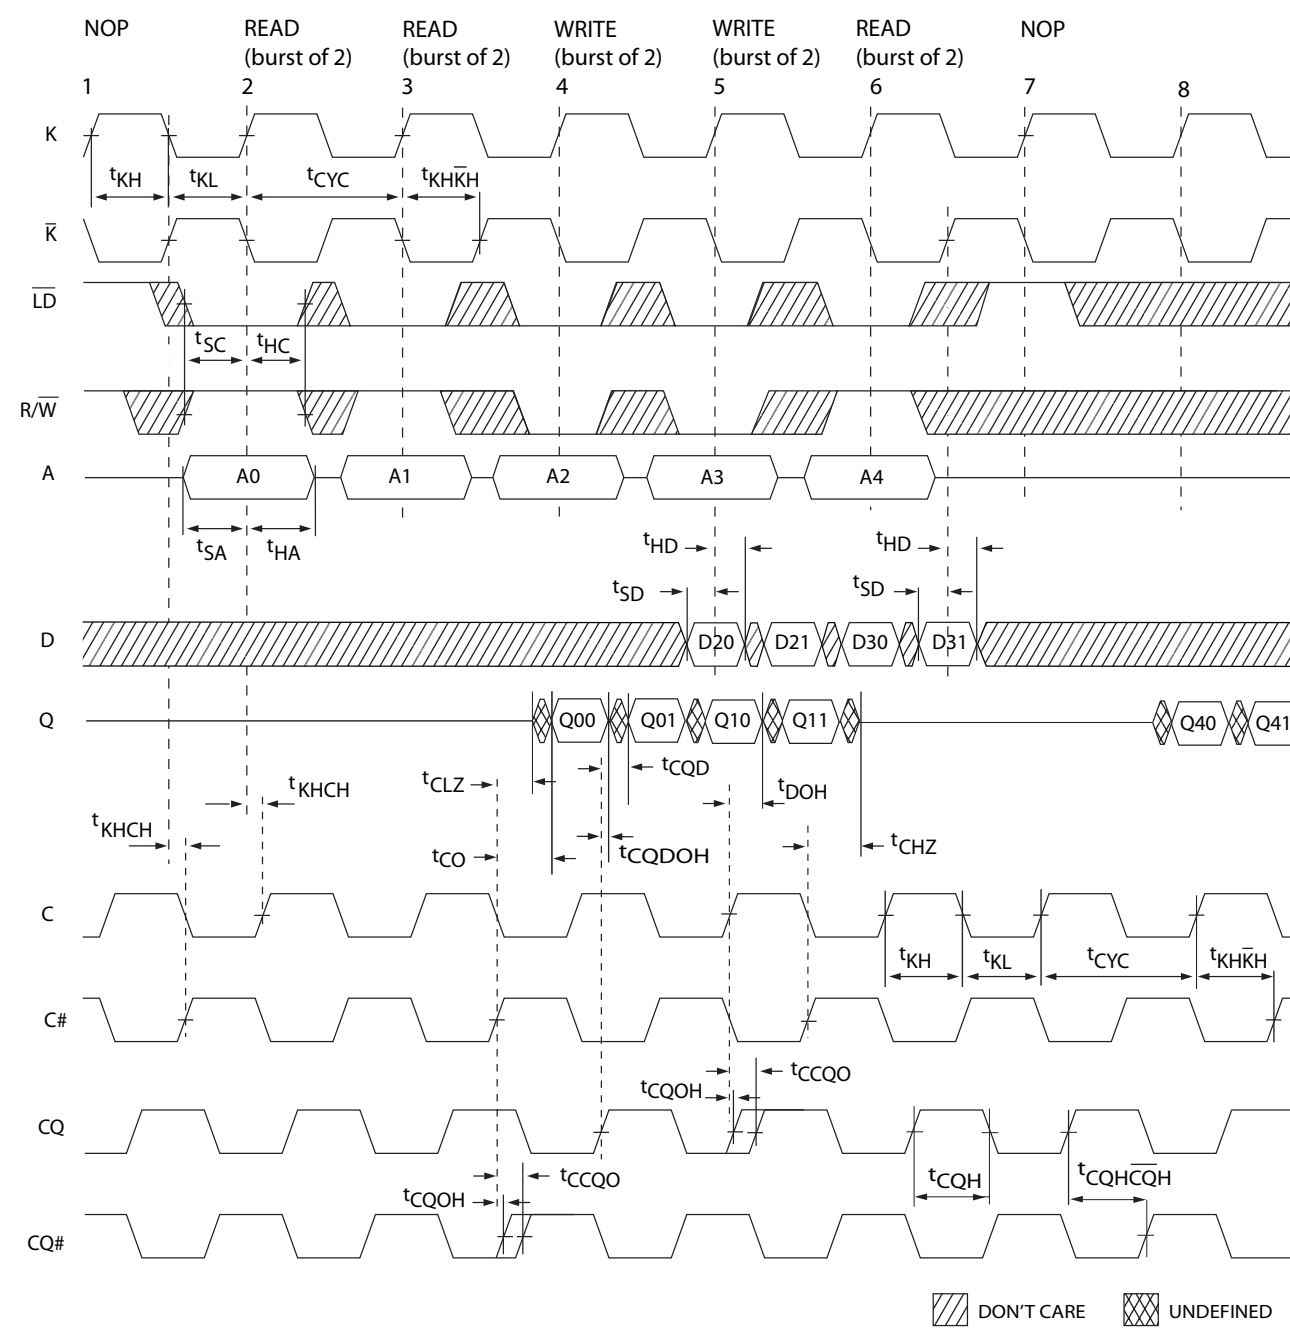 NOP READ READ WRITE WRITE READ NOP
(burst of 2) (burst of 2) (burst of 2) (burst of 2) (burst of 2)
1 2 3 4 5 6 7 8
K
tKH tKL tCYC tKHK̅H
K̅
L̅D̅
tSC tHC
R/W̅
A A0 A1 A2 A3 A4
tSA tHA tHD tHD
tSD tSD
D D20 D21 D30 D31
Q Q00 Q01 Q10 Q11 Q40 Q41
tCLZ tCQD
tKHCH tDOH
tKHCH
tCO tCQDOH tCHZ
C
tKH tKL tCYC tKHK̅H
C#
tCCQO
tCQOH
CQ
tCCQO tCQH tCQHC̅Q̅H
tCQOH
CQ#
DON'T CARE UNDEFINED